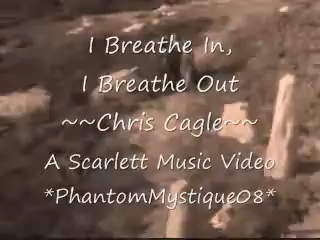 I Breathe In,
I Breathe Out
~~Chris Cagle~~
A Scarlett Music Video
*PhantomMystique08*